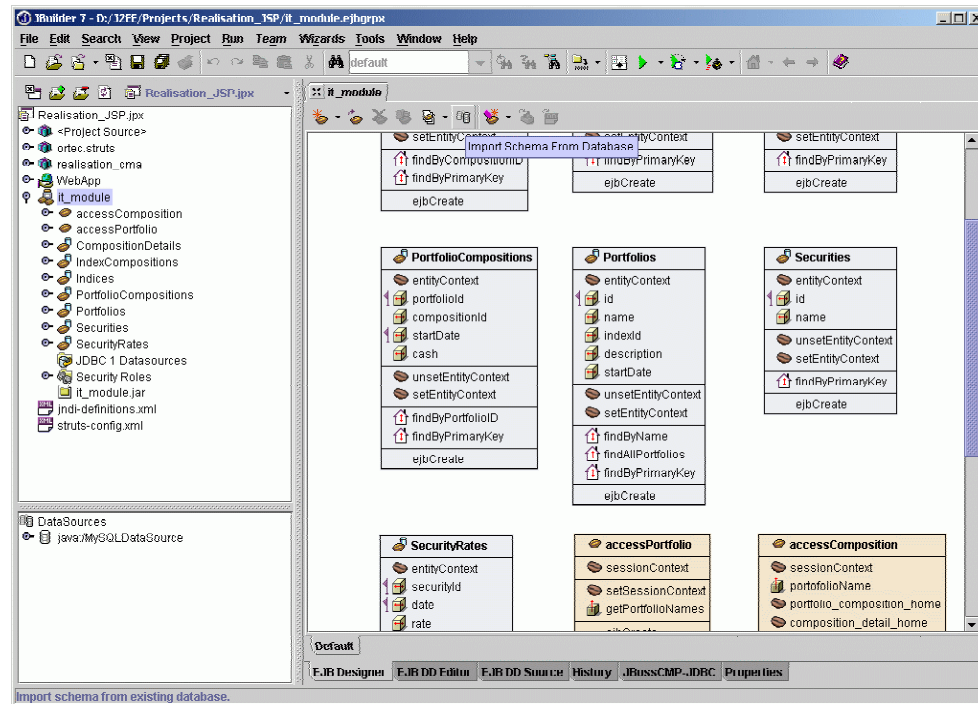 JBuilder 7 - D:/J2EE/Projects/Realisation_JSP/it_module.ejbgrpx
File Edit Search View Project Run Team Wizards Tools Window Help
default
Realisation_JSP.jpx
it_module
Realisation_JSP.jpx
<Project Source>
ortec.struts
realisation_cma
WebApp
it_module
accessComposition
accessPortfolio
CompositionDetails
IndexCompositions
Indices
PortfolioCompositions
Portfolios
Securities
SecurityRates
JDBC 1 Datasources
Security Roles
it_module.jar
jndi-definitions.xml
struts-config.xml
DataSources
java:/MySQLDataSource
Import Schema From Database
setEntityContext
findByCompositionID
findByPrimaryKey
ejbCreate
setEntityContext
findByPrimaryKey
ejbCreate
setEntityContext
findByPrimaryKey
ejbCreate
PortfolioCompositions
entityContext
portfolioId
compositionId
startDate
cash
unsetEntityContext
setEntityContext
findByPortfolioID
findByPrimaryKey
ejbCreate
Portfolios
entityContext
id
name
indexId
description
startDate
unsetEntityContext
setEntityContext
findByName
findAllPortfolios
findByPrimaryKey
ejbCreate
Securities
entityContext
id
name
unsetEntityContext
setEntityContext
findByPrimaryKey
ejbCreate
SecurityRates
entityContext
securityId
date
rate
accessPortfolio
sessionContext
setSessionContext
getPortfolioNames
ejbCreate
accessComposition
sessionContext
portofolioName
portfolio_composition_home
composition_detail_home
Default
EJB Designer EJB DD Editor EJB DD Source History JBossCMP-JDBC Properties
Import schema from existing database.